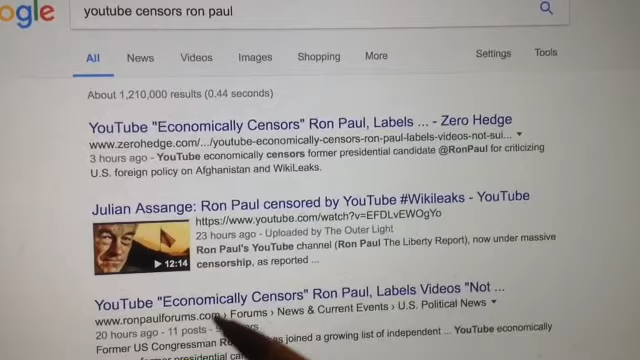 ogle
youtube censors ron paul
All News Videos Images Shopping More Settings Tools
About 1,210,000 results (0.44 seconds)
YouTube "Economically Censors" Ron Paul, Labels ... - Zero Hedge
www.zerohedge.com/.../youtube-economically-censors-ron-paul-labels-videos-not-sui...
3 hours ago - YouTube economically censors former presidential candidate @RonPaul for criticizing
U.S. foreign policy on Afghanistan and WikiLeaks.
Julian Assange: Ron Paul censored by YouTube #Wikileaks - YouTube
https://www.youtube.com/watch?v=EFDLvEWOgYo
23 hours ago - Uploaded by The Outer Light
Ron Paul's YouTube channel (Ron Paul The Liberty Report), now under massive
censorship, as reported ...
12:14
YouTube "Economically Censors" Ron Paul, Labels Videos "Not ...
www.ronpaulforums.com › Forums › News & Current Events › U.S. Political News
20 hours ago - 11 posts -
Former US Congressman has joined a growing list of independent ... YouTube economically
former presidential